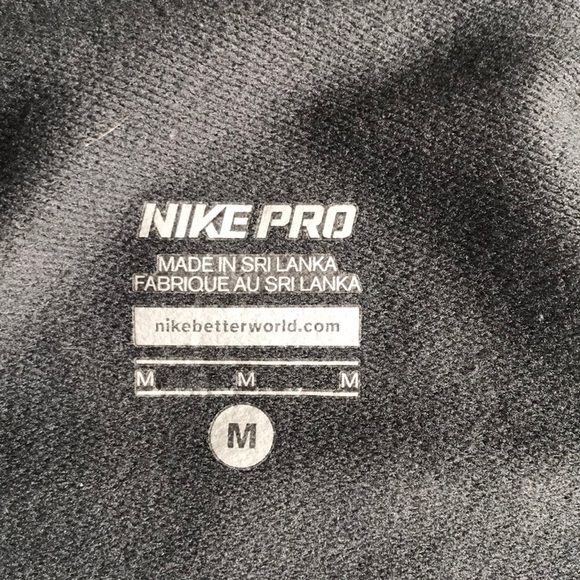 NIKE PRO
MADE IN SRI LANKA
FABRIQUE AU SRI LANKA
nikebetterworld.com
M M M
M